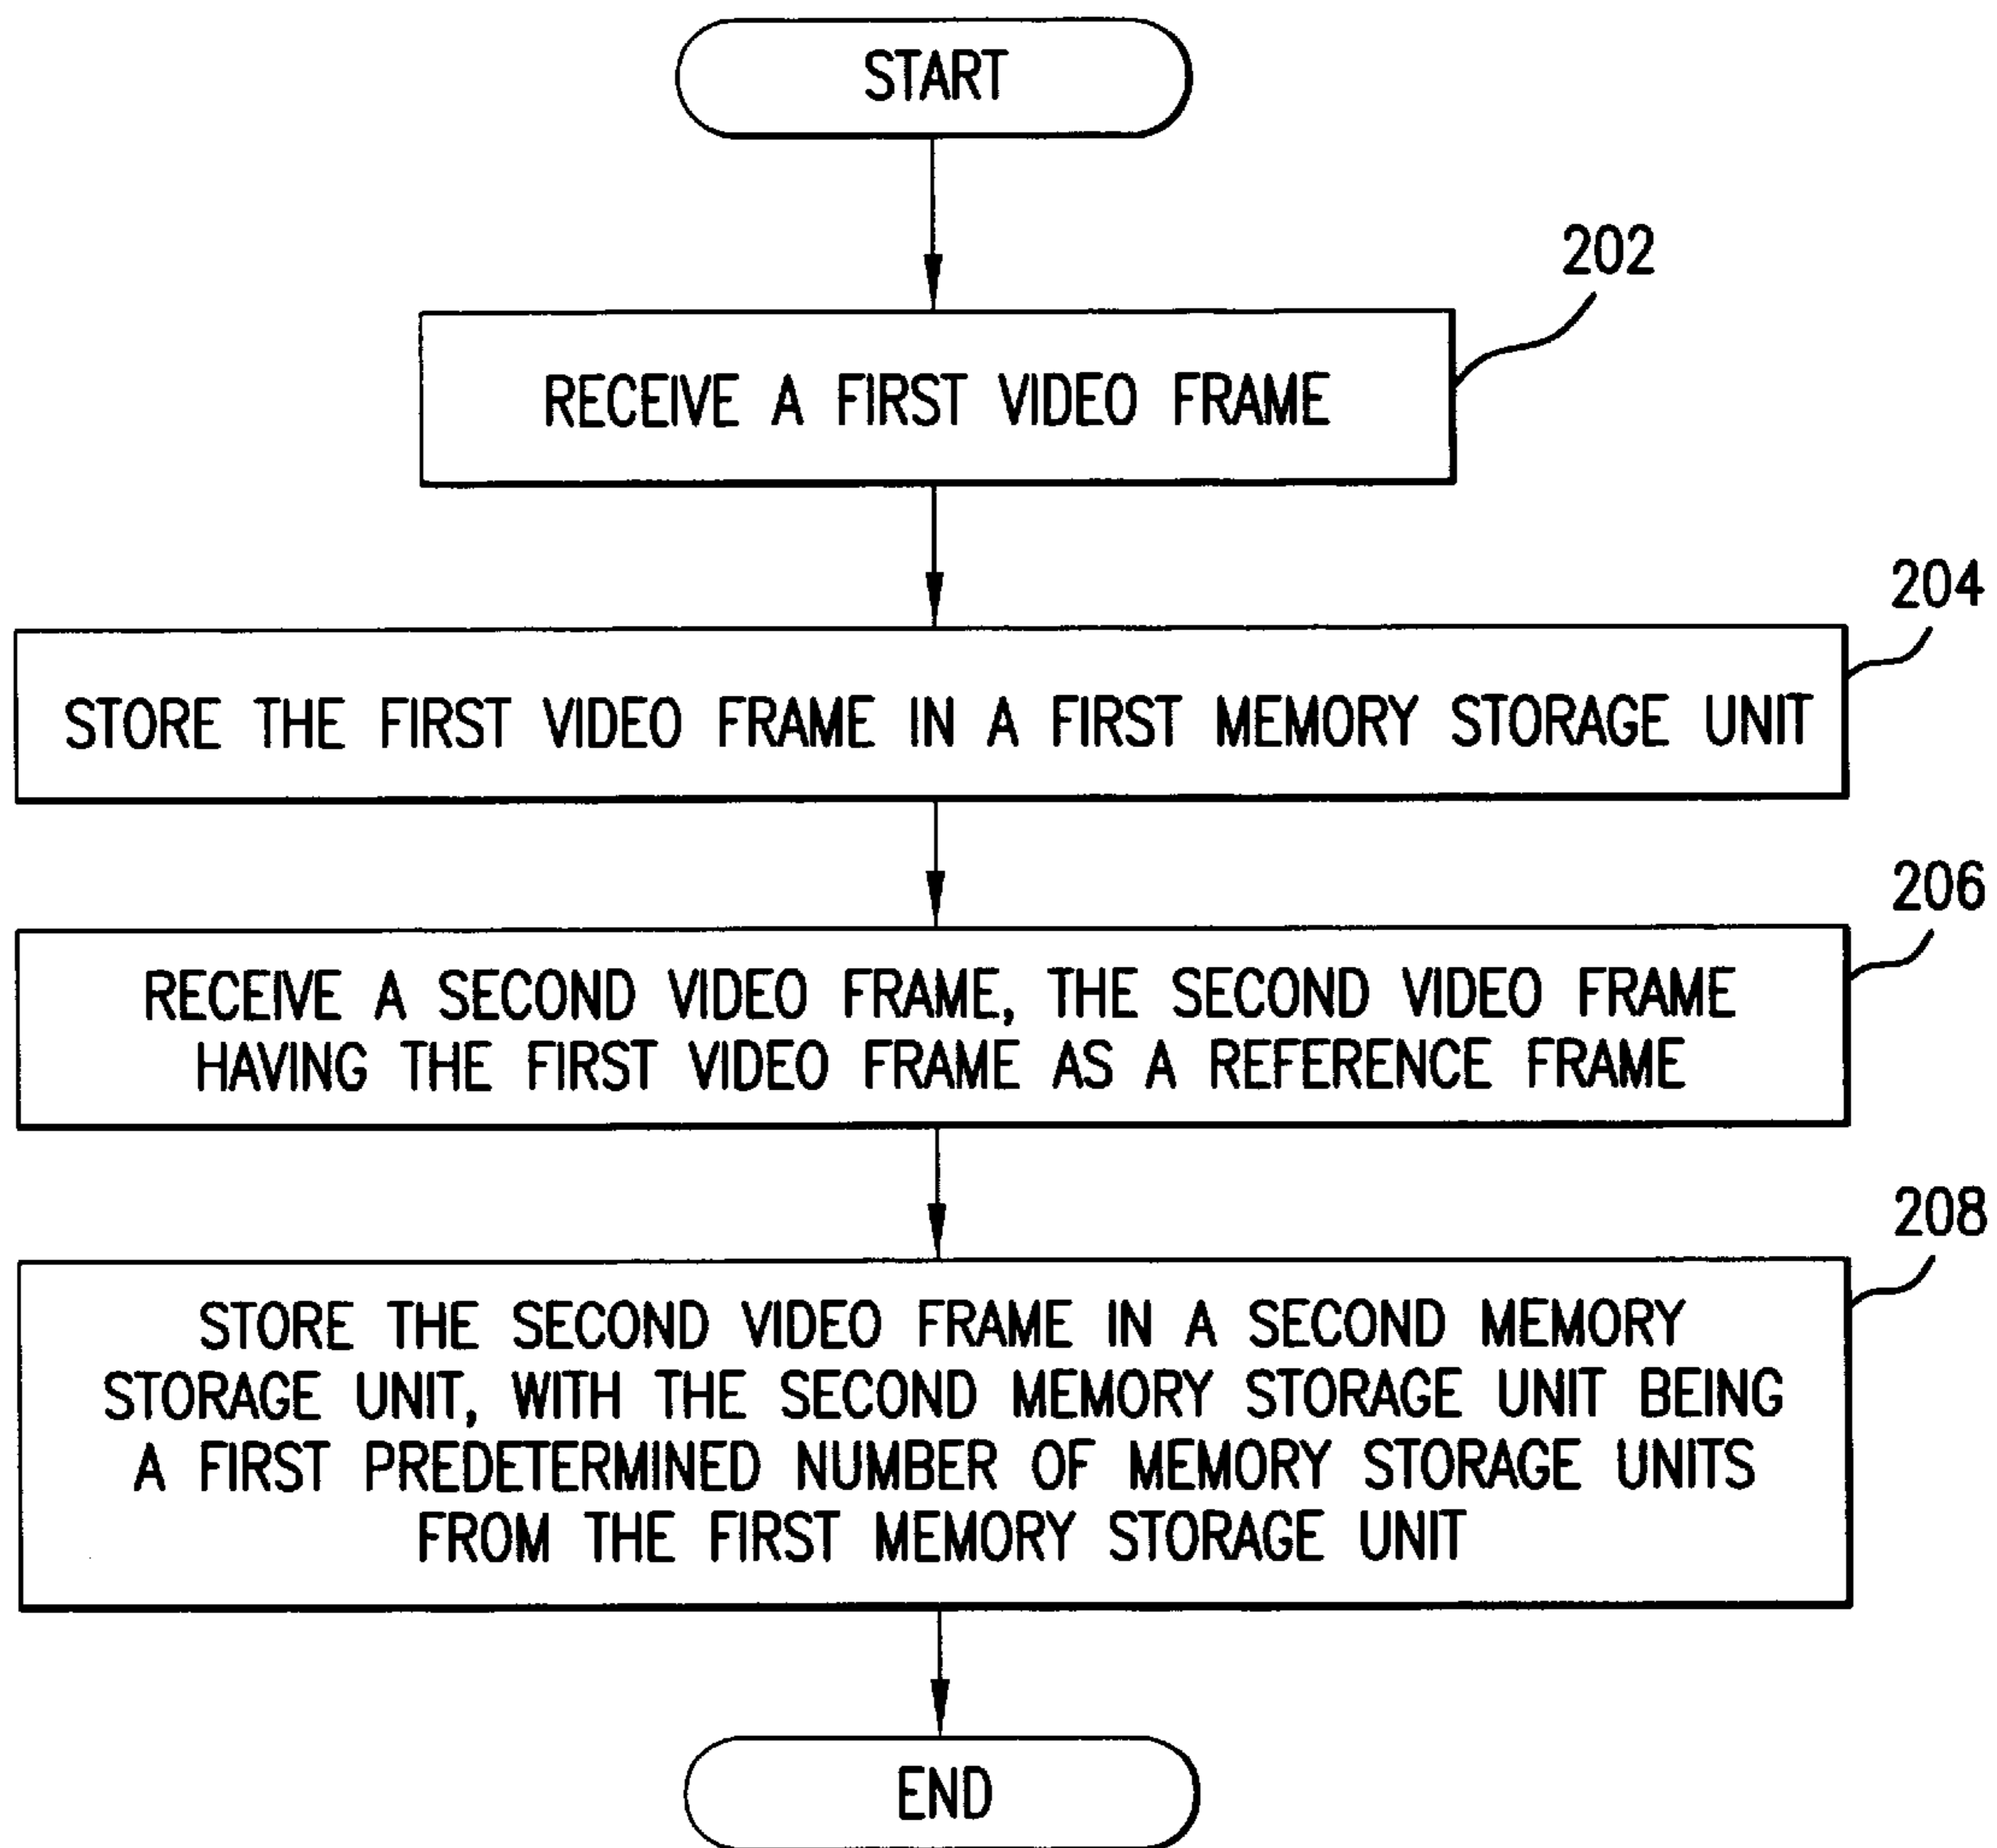 START
202
RECEIVE A FIRST VIDEO FRAME
204
STORE THE FIRST VIDEO FRAME IN A FIRST MEMORY STORAGE UNIT
206
RECEIVE A SECOND VIDEO FRAME, THE SECOND VIDEO FRAME
HAVING THE FIRST VIDEO FRAME AS A REFERENCE FRAME
208
STORE THE SECOND VIDEO FRAME IN A SECOND MEMORY
STORAGE UNIT, WITH THE SECOND MEMORY STORAGE UNIT BEING
A FIRST PREDETERMINED NUMBER OF MEMORY STORAGE UNITS
FROM THE FIRST MEMORY STORAGE UNIT
END